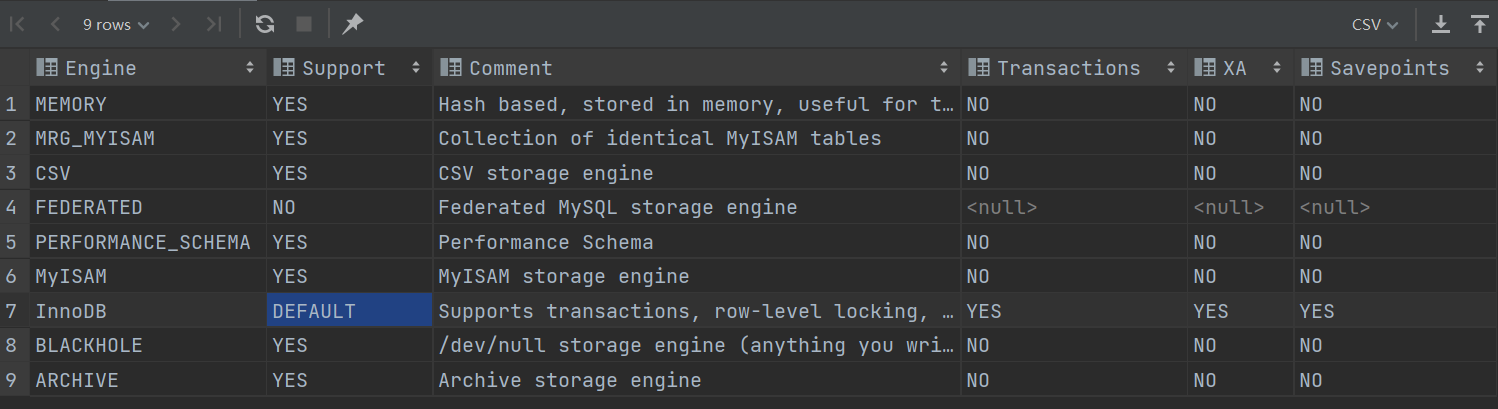 9 rows CSV
Engine Support Comment Transactions XA Savepoints
1 MEMORY YES Hash based, stored in memory, useful for t… NO NO NO
2 MRG_MYISAM YES Collection of identical MyISAM tables NO NO NO
3 CSV YES CSV storage engine NO NO NO
4 FEDERATED NO Federated MySQL storage engine <null> <null> <null>
5 PERFORMANCE_SCHEMA YES Performance Schema NO NO NO
6 MyISAM YES MyISAM storage engine NO NO NO
7 InnoDB DEFAULT Supports transactions, row-level locking, … YES YES YES
8 BLACKHOLE YES /dev/null storage engine (anything you wri… NO NO NO
9 ARCHIVE YES Archive storage engine NO NO NO